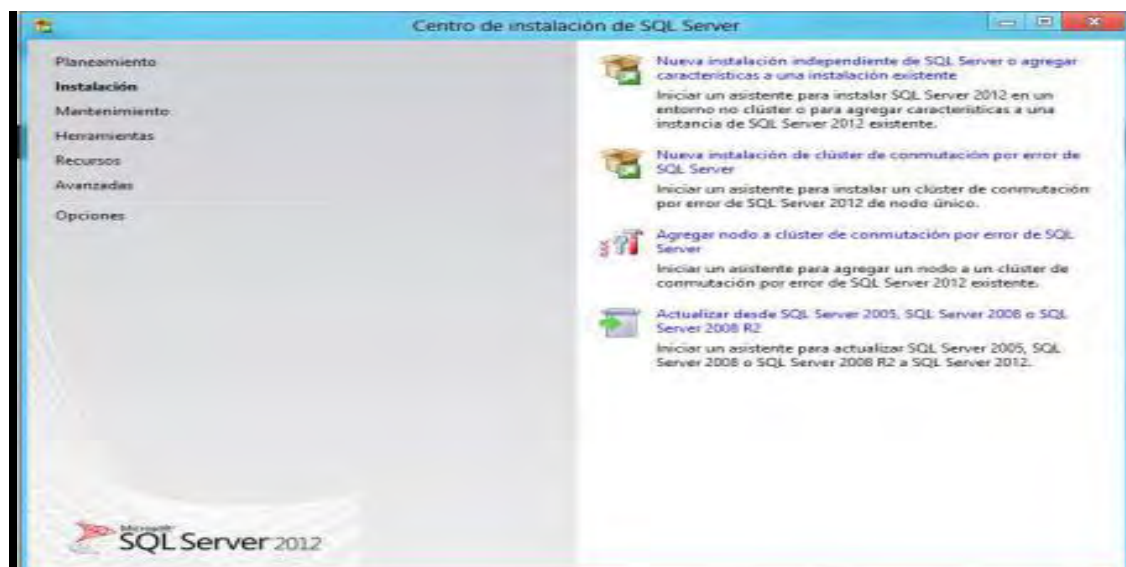 Centro de instalación de SQL Server
Planeamiento
Instalación
Mantenimiento
Herramientas
Recursos
Avanzadas
Opciones
Nueva instalación independiente de SQL Server o agregar
características a una instalación existente
Iniciar un asistente para instalar SQL Server 2012 en un
entorno no clúster o para agregar características a una
instancia de SQL Server 2012 existente.
Nueva instalación de clúster de conmutación por error de
SQL Server
Iniciar un asistente para instalar un clúster de conmutación
por error de SQL Server 2012 de nodo único.
Agregar nodo a clúster de conmutación por error de SQL
Server
Iniciar un asistente para agregar un nodo a un clúster de
conmutación por error de SQL Server 2012 existente.
Actualizar desde SQL Server 2005, SQL Server 2008 o SQL
Server 2008 R2
Iniciar un asistente para actualizar SQL Server 2005, SQL
Server 2008 o SQL Server 2008 R2 a SQL Server 2012.
Microsoft
SQL Server 2012